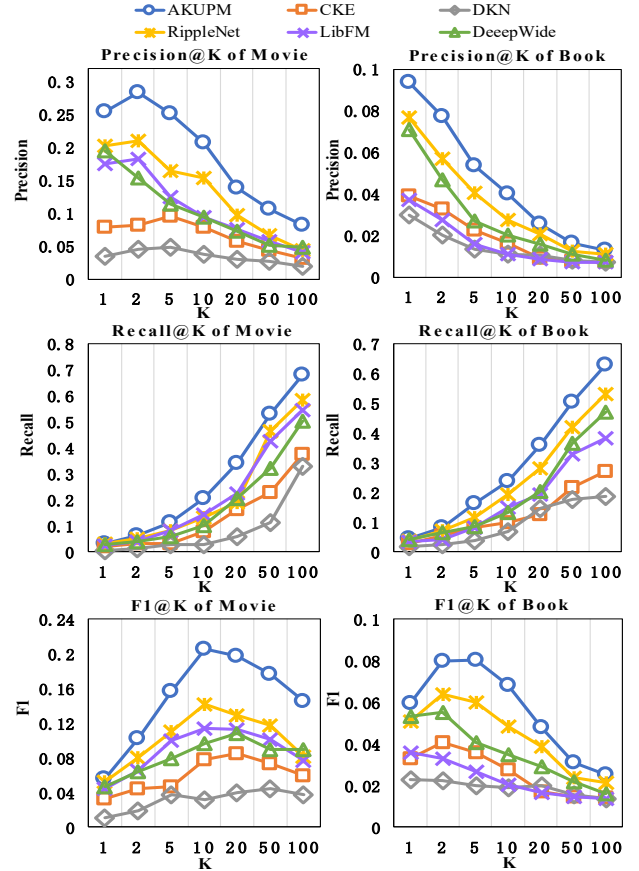 AKUPM CKE DKN
RippleNet LibFM DeeepWide
Precision@K of Movie
Precision
0.3
0.25
0.2
0.15
0.1
0.05
0
1 2 5 10 20 50 100
K
Precision@K of Book
Precision
0.1
0.08
0.06
0.04
0.02
0
1 2 5 10 20 50 100
K
Recall@K of Movie
Recall
0.8
0.7
0.6
0.5
0.4
0.3
0.2
0.1
0
1 2 5 10 20 50 100
K
Recall@K of Book
Recall
0.7
0.6
0.5
0.4
0.3
0.2
0.1
0
1 2 5 10 20 50 100
K
F1@K of Movie
F1
0.24
0.2
0.16
0.12
0.08
0.04
0
1 2 5 10 20 50 100
K
F1@K of Book
F1
0.1
0.08
0.06
0.04
0.02
0
1 2 5 10 20 50 100
K